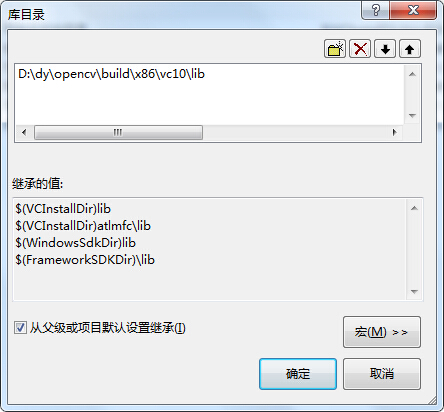 库目录
D:\dy\opencv\build\x86\vc10\lib
继承的值:
$(VCInstallDir)lib
$(VCInstallDir)atlmfc\lib
$(WindowsSdkDir)lib
$(FrameworkSDKDir)\lib
从父级或项目默认设置继承(I)
宏(M) >>
确定
取消